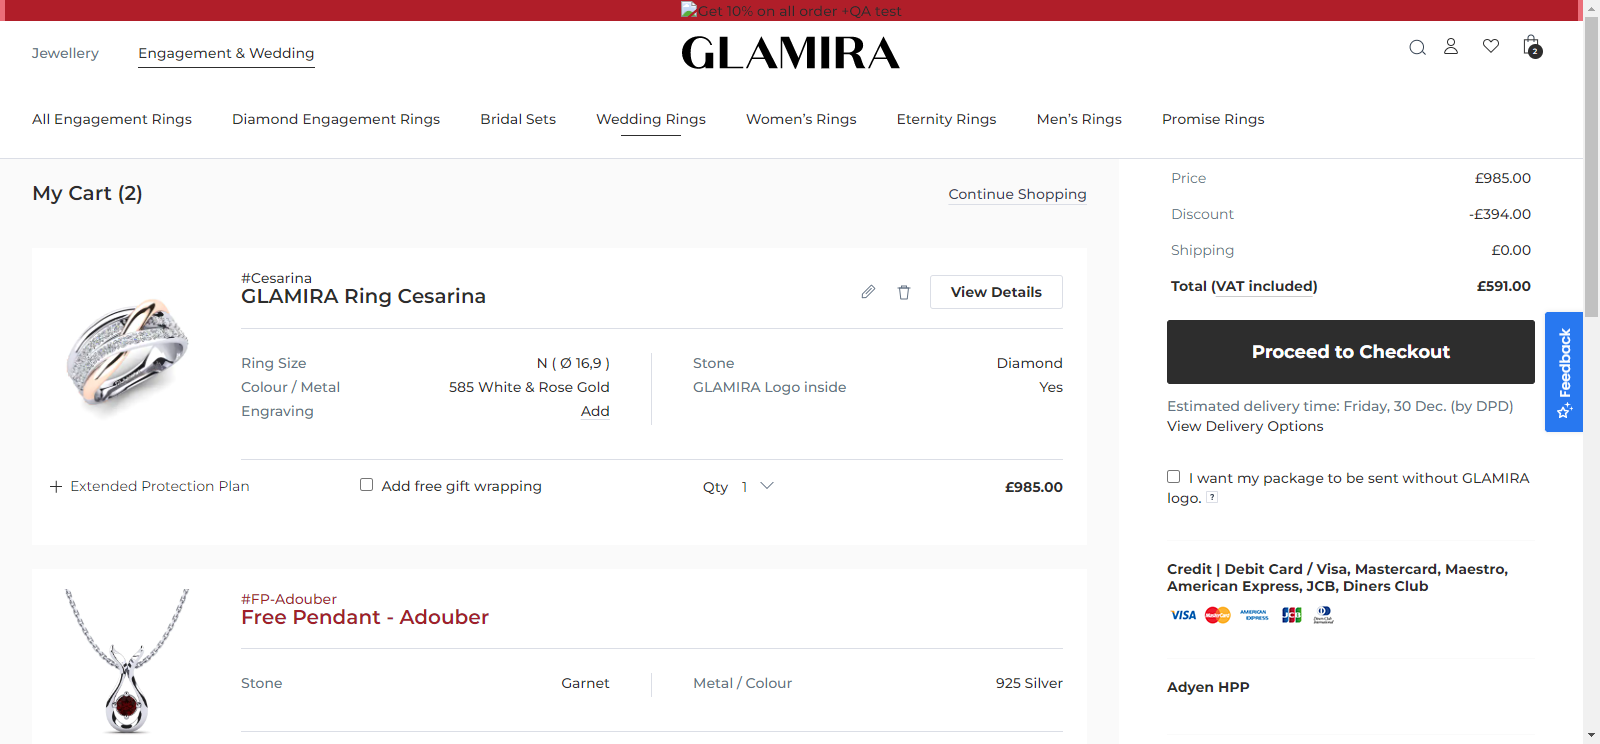 Get 10% on all order +QA test
Jewellery
Engagement & Wedding
GLAMIRA
2
All Engagement Rings
Diamond Engagement Rings
Bridal Sets
Wedding Rings
Women’s Rings
Eternity Rings
Men’s Rings
Promise Rings
My Cart (2)
Continue Shopping
#Cesarina
GLAMIRA Ring Cesarina
View Details
Ring Size N ( Ø 16,9 )
Colour / Metal 585 White & Rose Gold
Engraving Add
Stone Diamond
GLAMIRA Logo inside Yes
Extended Protection Plan
Add free gift wrapping
Qty 1
£985.00
#FP-Adouber
Free Pendant - Adouber
Stone Garnet
Metal / Colour 925 Silver
Price £985.00
Discount -£394.00
Shipping £0.00
Total (VAT included) £591.00
Proceed to Checkout
Estimated delivery time: Friday, 30 Dec. (by DPD)
View Delivery Options
I want my package to be sent without GLAMIRA
logo. ?
Credit | Debit Card / Visa, Mastercard, Maestro,
American Express, JCB, Diners Club
VISA MasterCard AMERICAN EXPRESS JCB Diners Club
Adyen HPP
Feedback